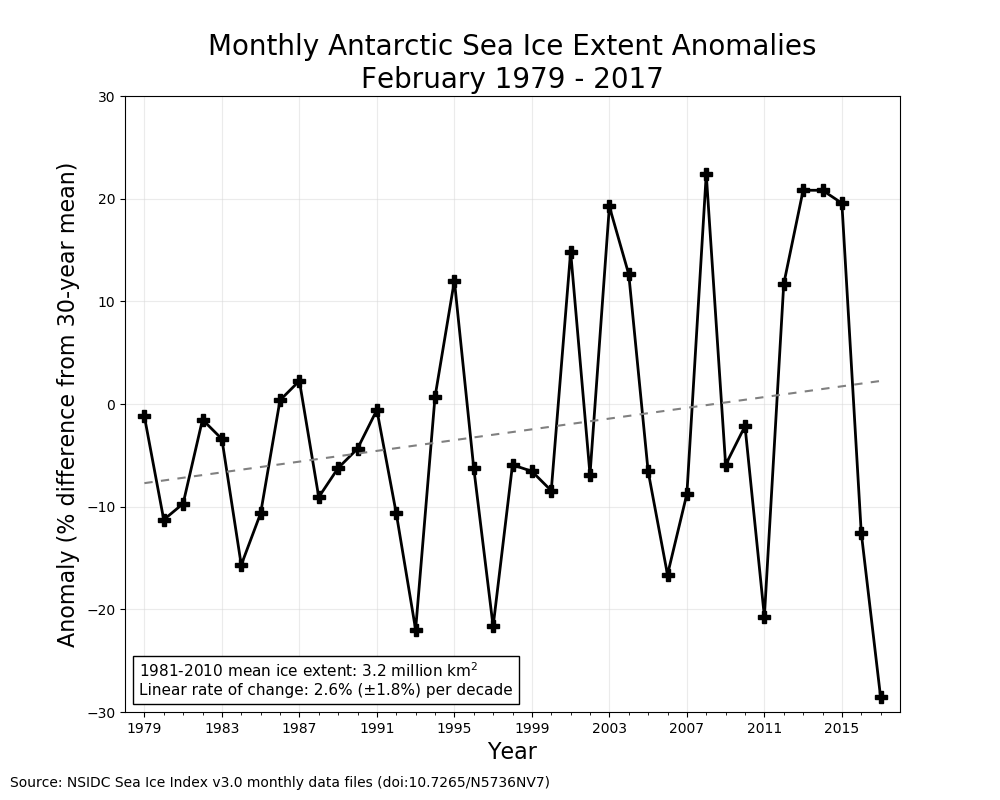 Monthly Antarctic Sea Ice Extent Anomalies
February 1979 - 2017
Anomaly (% difference from 30-year mean)
30
20
10
0
−10
−20
−30
1981-2010 mean ice extent: 3.2 million km²
Linear rate of change: 2.6% (±1.8%) per decade
1979 1983 1987 1991 1995 1999 2003 2007 2011 2015
Year
Source: NSIDC Sea Ice Index v3.0 monthly data files (doi:10.7265/N5736NV7)